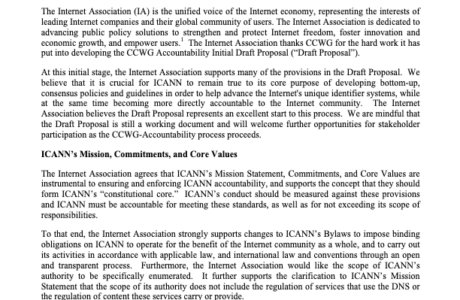 The Internet Association (IA) is the unified voice of the Internet economy, representing the interests of
leading Internet companies and their global community of users. The Internet Association is dedicated to
advancing public policy solutions to strengthen and protect Internet freedom, foster innovation and
economic growth, and empower users.1 The Internet Association thanks CCWG for the hard work it has
put into developing the CCWG Accountability Initial Draft Proposal ("Draft Proposal").
At this initial stage, the Internet Association supports many of the provisions in the Draft Proposal. We
believe that it is crucial for ICANN to remain true to its core purpose of developing bottom-up,
consensus policies and guidelines in order to help advance the Internet's unique identifier systems, while
at the same time becoming more directly accountable to the Internet community. The Internet
Association believes the Draft Proposal represents an excellent start to this process. We are mindful that
the Draft Proposal is still a working document and will welcome further opportunities for stakeholder
participation as the CCWG-Accountability process proceeds.
ICANN's Mission, Commitments, and Core Values
The Internet Association agrees that ICANN's Mission Statement, Commitments, and Core Values are
instrumental to ensuring and enforcing ICANN accountability, and supports the concept that they should
form ICANN's "constitutional core." ICANN's conduct should be measured against these provisions
and ICANN must be accountable for meeting these standards, as well as for not exceeding its scope of
responsibilities.
To that end, the Internet Association strongly supports changes to ICANN's Bylaws to impose binding
obligations on ICANN to operate for the benefit of the Internet community as a whole, and to carry out
its activities in accordance with applicable law, and international law and conventions through an open
and transparent process. Furthermore, the Internet Association would like the scope of ICANN's
authority to be specifically enumerated. It further supports the clarification to ICANN's Mission
Statement that the scope of its authority does not include the regulation of services that use the DNS or
the regulation of content these services carry or provide.